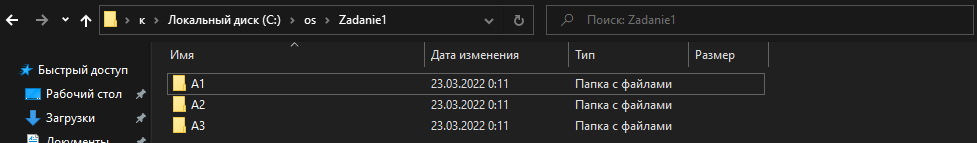 « Локальный диск (C:) › os › Zadanie1
Поиск: Zadanie1
Имя Дата изменения Тип Размер
Быстрый доступ
Рабочий стол
Загрузки
Документы
A1 23.03.2022 0:11 Папка с файлами
A2 23.03.2022 0:11 Папка с файлами
A3 23.03.2022 0:11 Папка с файлами